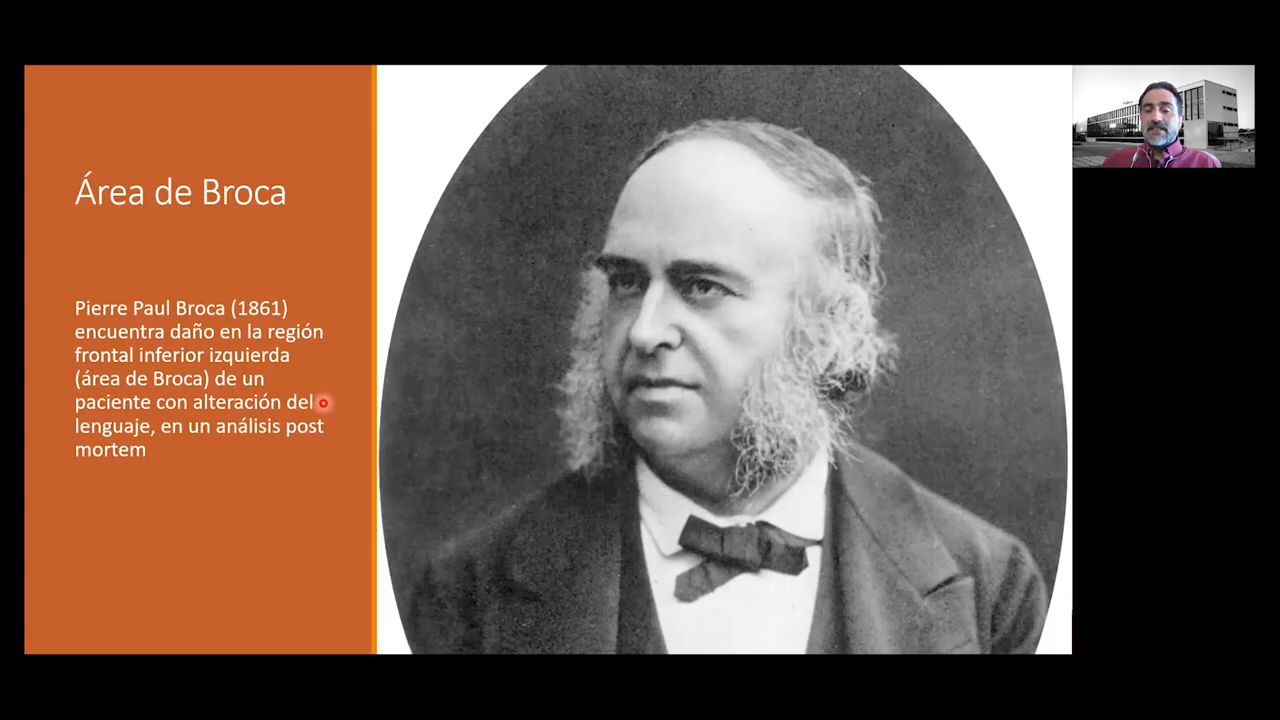 Área de Broca
Pierre Paul Broca (1861)
encuentra daño en la región
frontal inferior izquierda
(área de Broca) de un
paciente con alteración del
lenguaje, en un análisis post
mortem